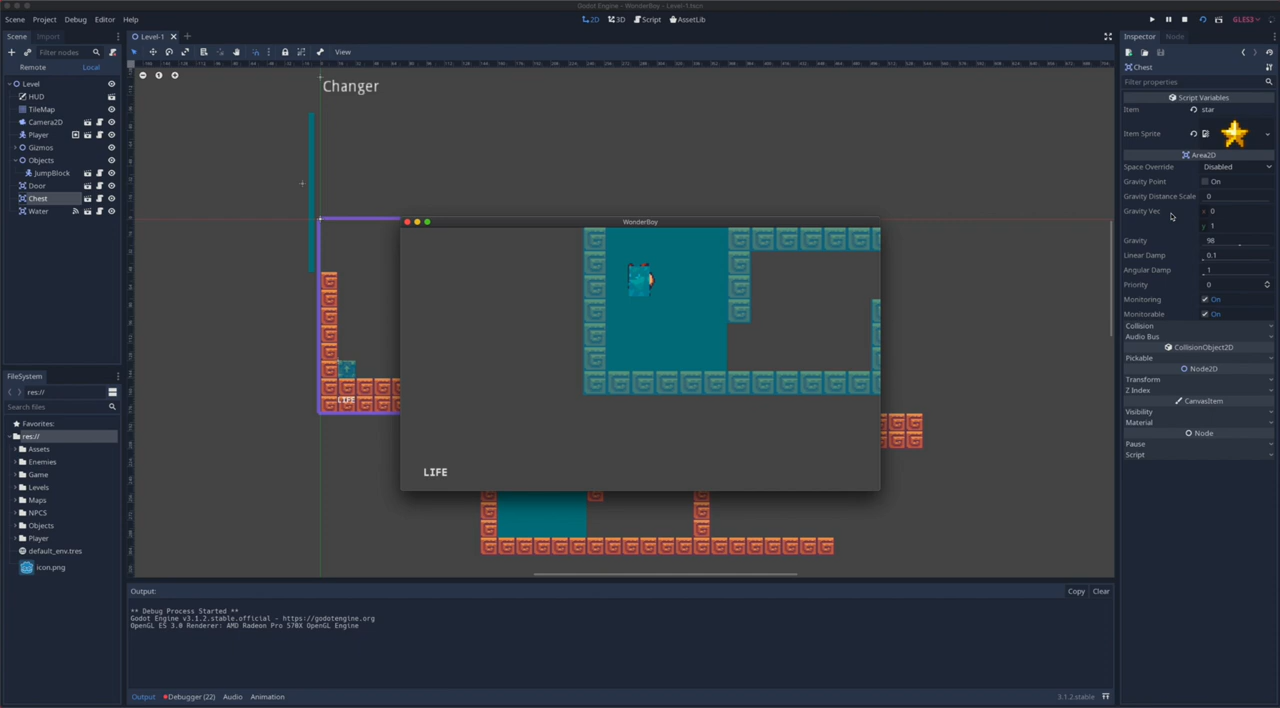 Godot Engine - WonderBoy - Level-1.tscn
Scene Project Debug Editor Help
2D 3D Script AssetLib
GLES3
Scene Import
Level-1
Inspector Node
Filter nodes
View
Remote Local
Chest
Filter properties
Level
HUD
TileMap
Camera2D
Player
Gizmos
Objects
JumpBlock
Door
Chest
Water
Changer
LIFE
WonderBoy
LIFE
Script Variables
Item star
Item Sprite
Area2D
Space Override Disabled
Gravity Point On
Gravity Distance Scale 0
Gravity Vec x 0
y 1
Gravity 98
Linear Damp 0.1
Angular Damp 1
Priority 0
Monitoring On
Monitorable On
Collision
Audio Bus
CollisionObject2D
Pickable
Node2D
Transform
Z Index
CanvasItem
Visibility
Material
Node
Pause
Script
FileSystem
res://
Search files
Favorites:
res://
Assets
Enemies
Game
Levels
Maps
NPCS
Objects
Player
default_env.tres
icon.png
Output:
Copy Clear
** Debug Process Started **
Godot Engine v3.1.2.stable.official - https://godotengine.org
OpenGL ES 3.0 Renderer: AMD Radeon Pro 570X OpenGL Engine
Output Debugger (22) Audio Animation
3.1.2.stable